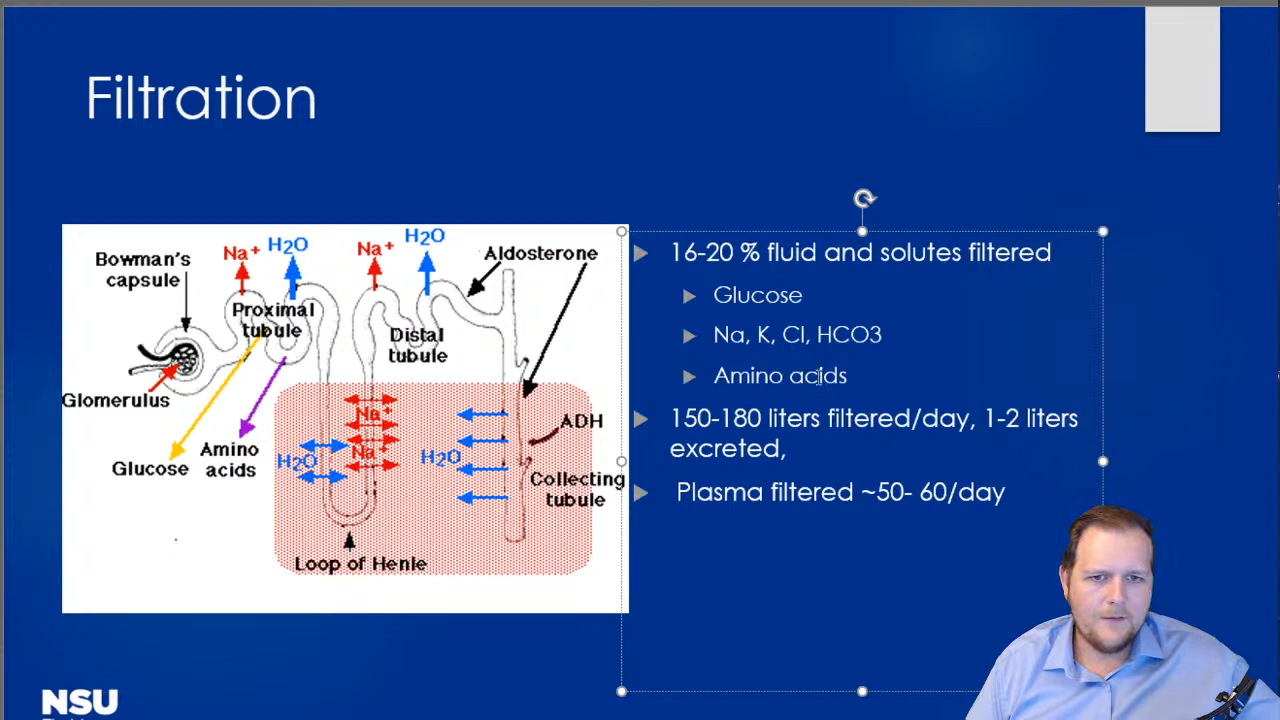 Filtration
Bowman's
capsule
Na+
H2O
Na+
H2O
Aldosterone
Proximal
tubule
Distal
tubule
Glomerulus
Glucose
Amino
acids
Na+
Na+
H2O
H2O
ADH
Collecting
tubule
Loop of Henle
16-20 % fluid and solutes filtered
Glucose
Na, K, Cl, HCO3
Amino acids
150-180 liters filtered/day, 1-2 liters
excreted,
Plasma filtered ~50- 60/day
NSU